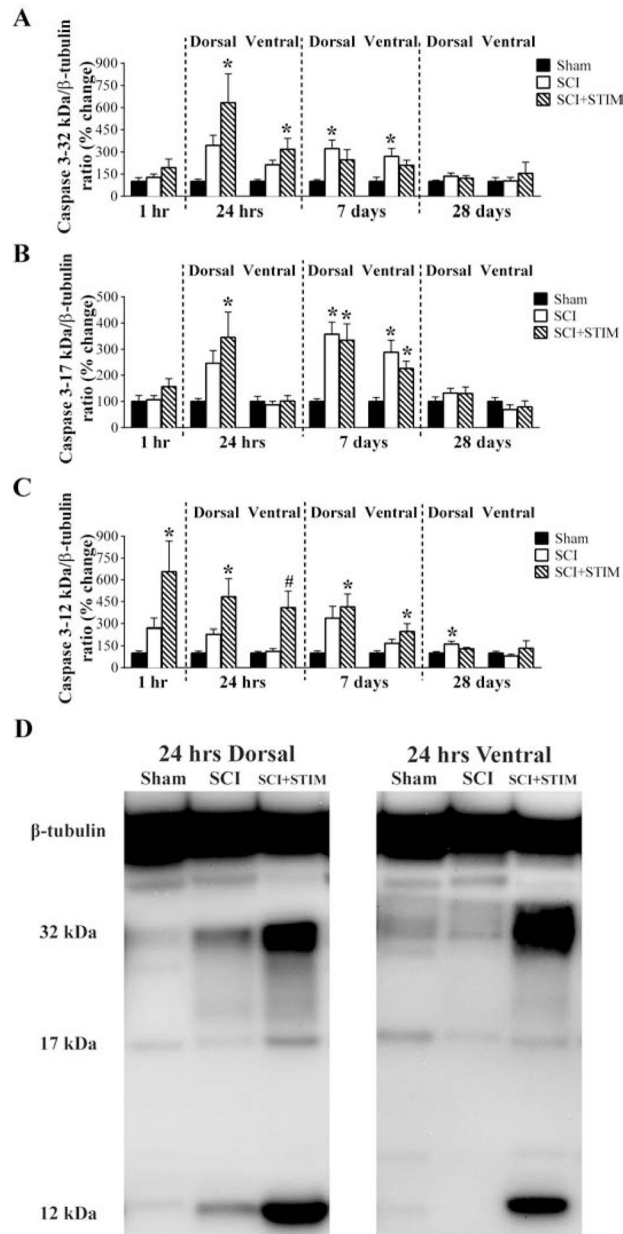 A
Dorsal Ventral Dorsal Ventral Dorsal Ventral
Caspase 3-32 kDa/β-tubulin
ratio (% change)
900
750
600
450
300
150
0
* * * *
Sham
SCI
SCI+STIM
1 hr 24 hrs 7 days 28 days
B
Dorsal Ventral Dorsal Ventral Dorsal Ventral
Caspase 3-17 kDa/β-tubulin
ratio (% change)
500
400
300
200
100
0
* * * * *
Sham
SCI
SCI+STIM
1 hr 24 hrs 7 days 28 days
C
Dorsal Ventral Dorsal Ventral Dorsal Ventral
Caspase 3-12 kDa/β-tubulin
ratio (% change)
900
750
600
450
300
150
0
* * # * * *
Sham
SCI
SCI+STIM
1 hr 24 hrs 7 days 28 days
D
24 hrs Dorsal 24 hrs Ventral
Sham SCI SCI+STIM Sham SCI SCI+STIM
β-tubulin
32 kDa
17 kDa
12 kDa